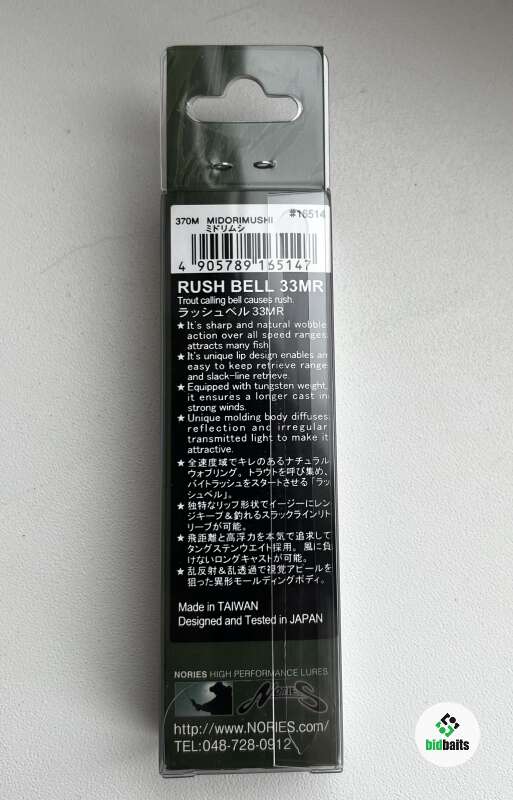 370M MIDORIMUSHI #16514
ミドリムシ
4 905789 165147
RUSH BELL 33MR
Trout calling bell causes rush.
ラッシュベル 33MR
★It's sharp and natural wobble
action over all speed ranges
attracts many fish.
★It's unique lip design enables an
easy to keep retrieve range
and slack-line retrieve.
★Equipped with tungsten weight,
it ensures a longer cast in
strong winds.
★Unique molding body diffuses
reflection and irregular
transmitted light to make it
attractive.
★全速度域でキレのあるナチュラル
ウォブリング。トラウトを呼び集め、
バイトラッシュをスタートさせる「ラッ
シュベル」。
★独特なリップ形状でイージーにレン
ジキープ&釣れるスラックラインリト
リーブが可能。
★飛距離と高浮力を本気で追求して
タングステンウエイト採用。風に負
けないロングキャストが可能。
★乱反射&乱透過で視覚アピールを
狙った異形モールディングボディ。
Made in TAIWAN
Designed and Tested in JAPAN
NORIES HIGH PERFORMANCE LURES
NORIES
http://www.NORIES.com/
TEL:048-728-0912
bidbaits